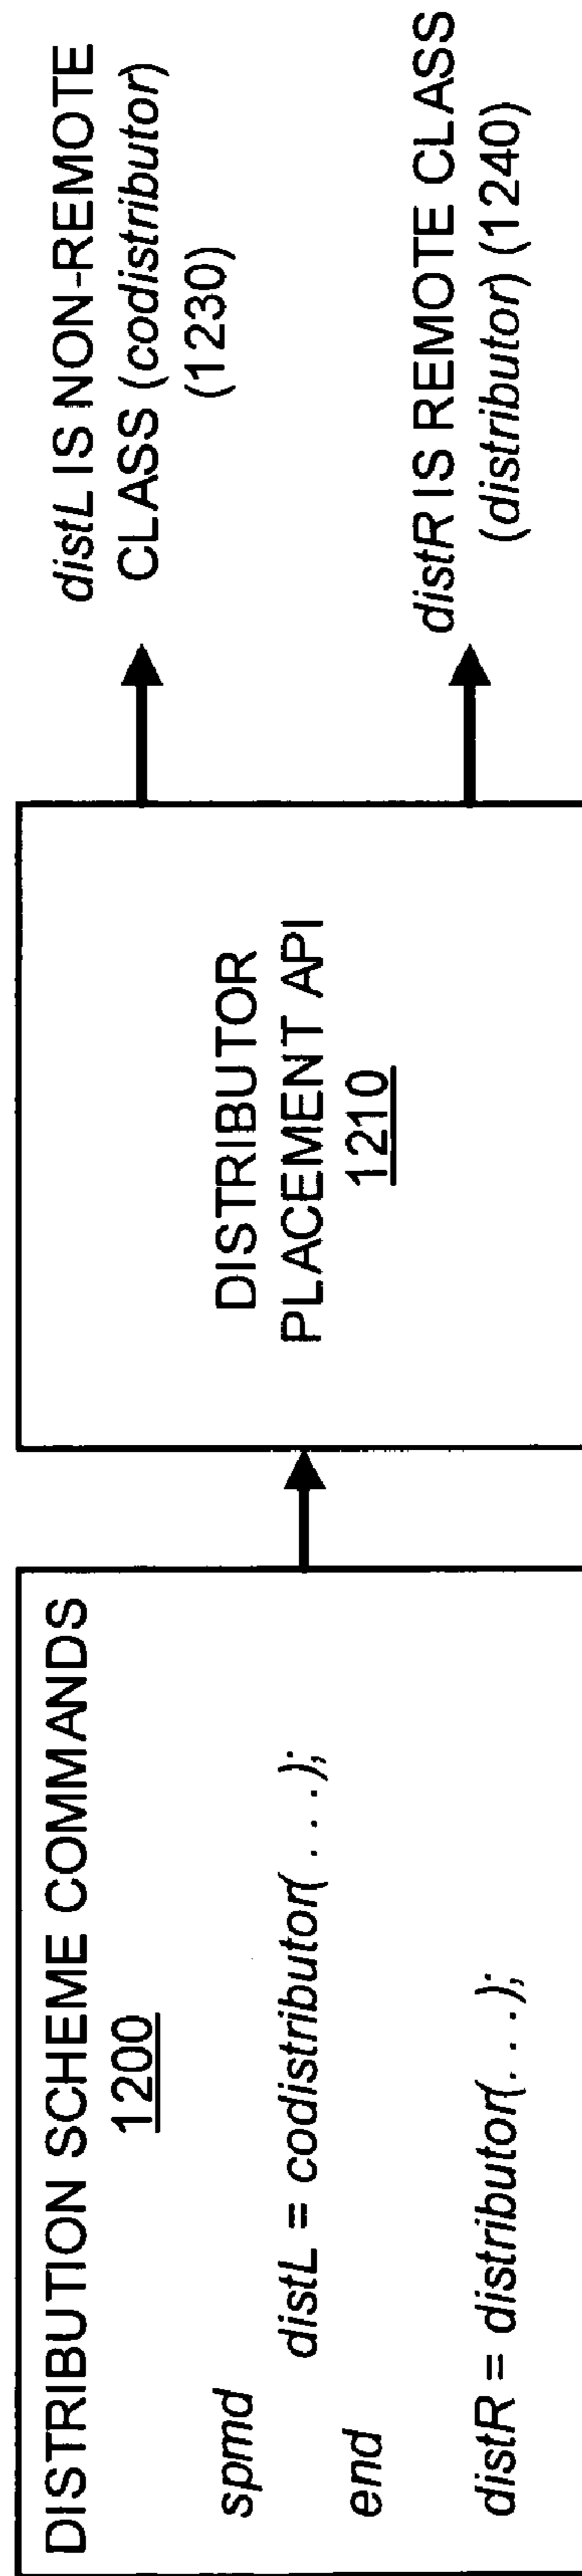 DISTRIBUTION SCHEME COMMANDS
1200
spmd
distL = codistributor( . . .);
end
distR = distributor(. . .);
DISTRIBUTOR
PLACEMENT API
1210
distL IS NON-REMOTE
CLASS (codistributor)
(1230)
distR IS REMOTE CLASS
(distributor) (1240)